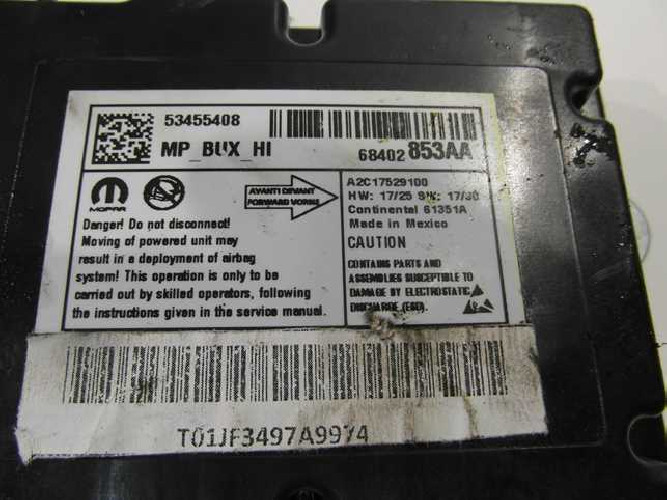 53455408
MP_BUX_HI
68402 853AA
MOPAR
AVANT/DEVANT
FORWARD VORNE
Danger! Do not disconnect!
Moving of powered unit may
result in a deployment of airbag
system! This operation is only to be
carried out by skilled operators, following
the instructions given in the service manual.
A2C17529100
HW: 17/25 SW: 17/30
Continental 61351A
Made in Mexico
CAUTION
CONTAINS PARTS AND
ASSEMBLIES SUSCEPTIBLE TO
DAMAGE BY ELECTROSTATIC
DISCHARGE (ESD).
T01JF3497A9974